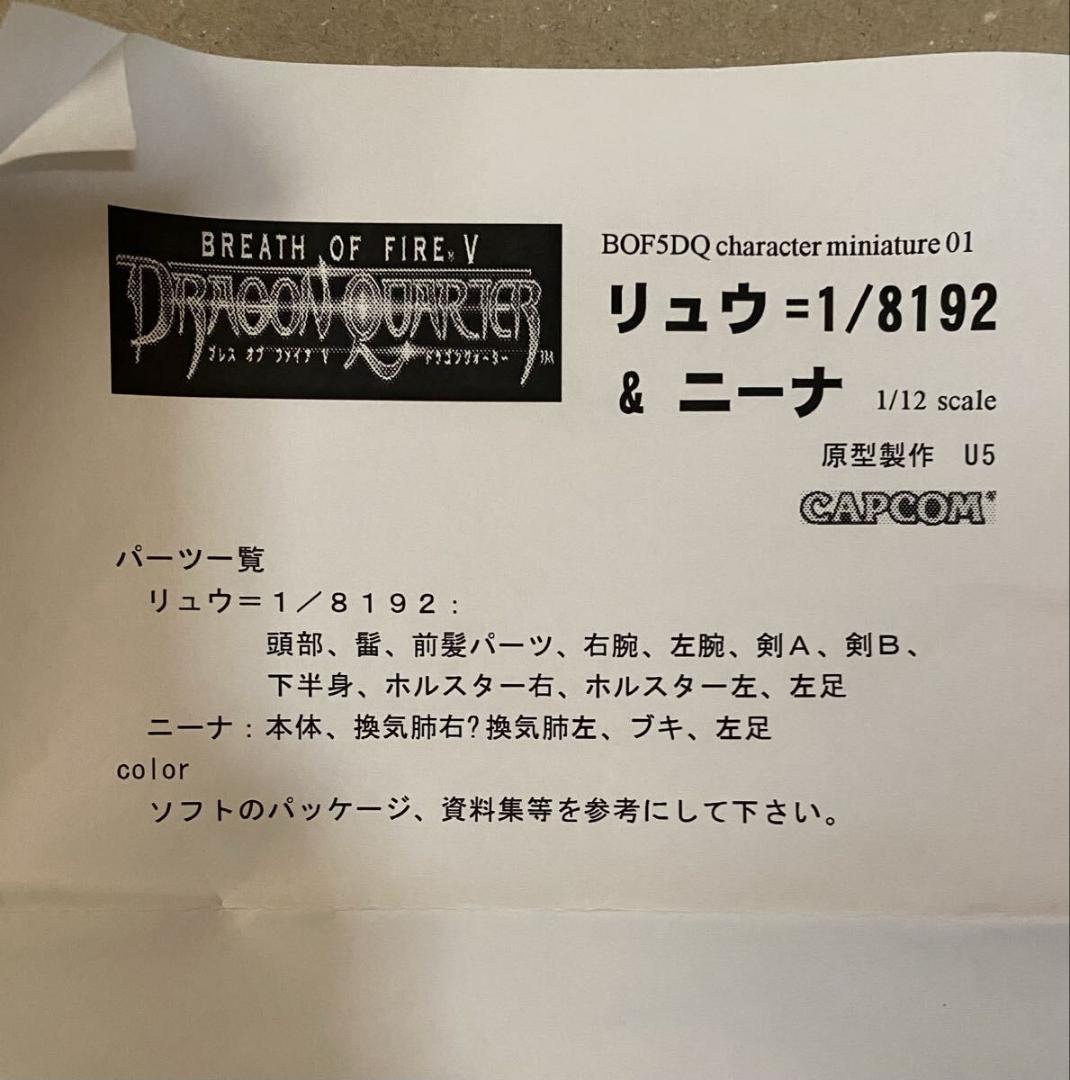 BREATH OF FIRE V
DRAGON QUARTER
ブレス オブ ファイア V ドラゴンクォーター TM
BOF5DQ character miniature 01
リュウ=1/8192
& ニーナ 1/12 scale
原型製作 U5
CAPCOM
パーツ一覧
リュウ=1/8192:
頭部、髷、前髪パーツ、右腕、左腕、剣A、剣B、
下半身、ホルスター右、ホルスター左、左足
ニーナ:本体、換気肺右?換気肺左、ブキ、左足
color
ソフトのパッケージ、資料集等を参考にして下さい。